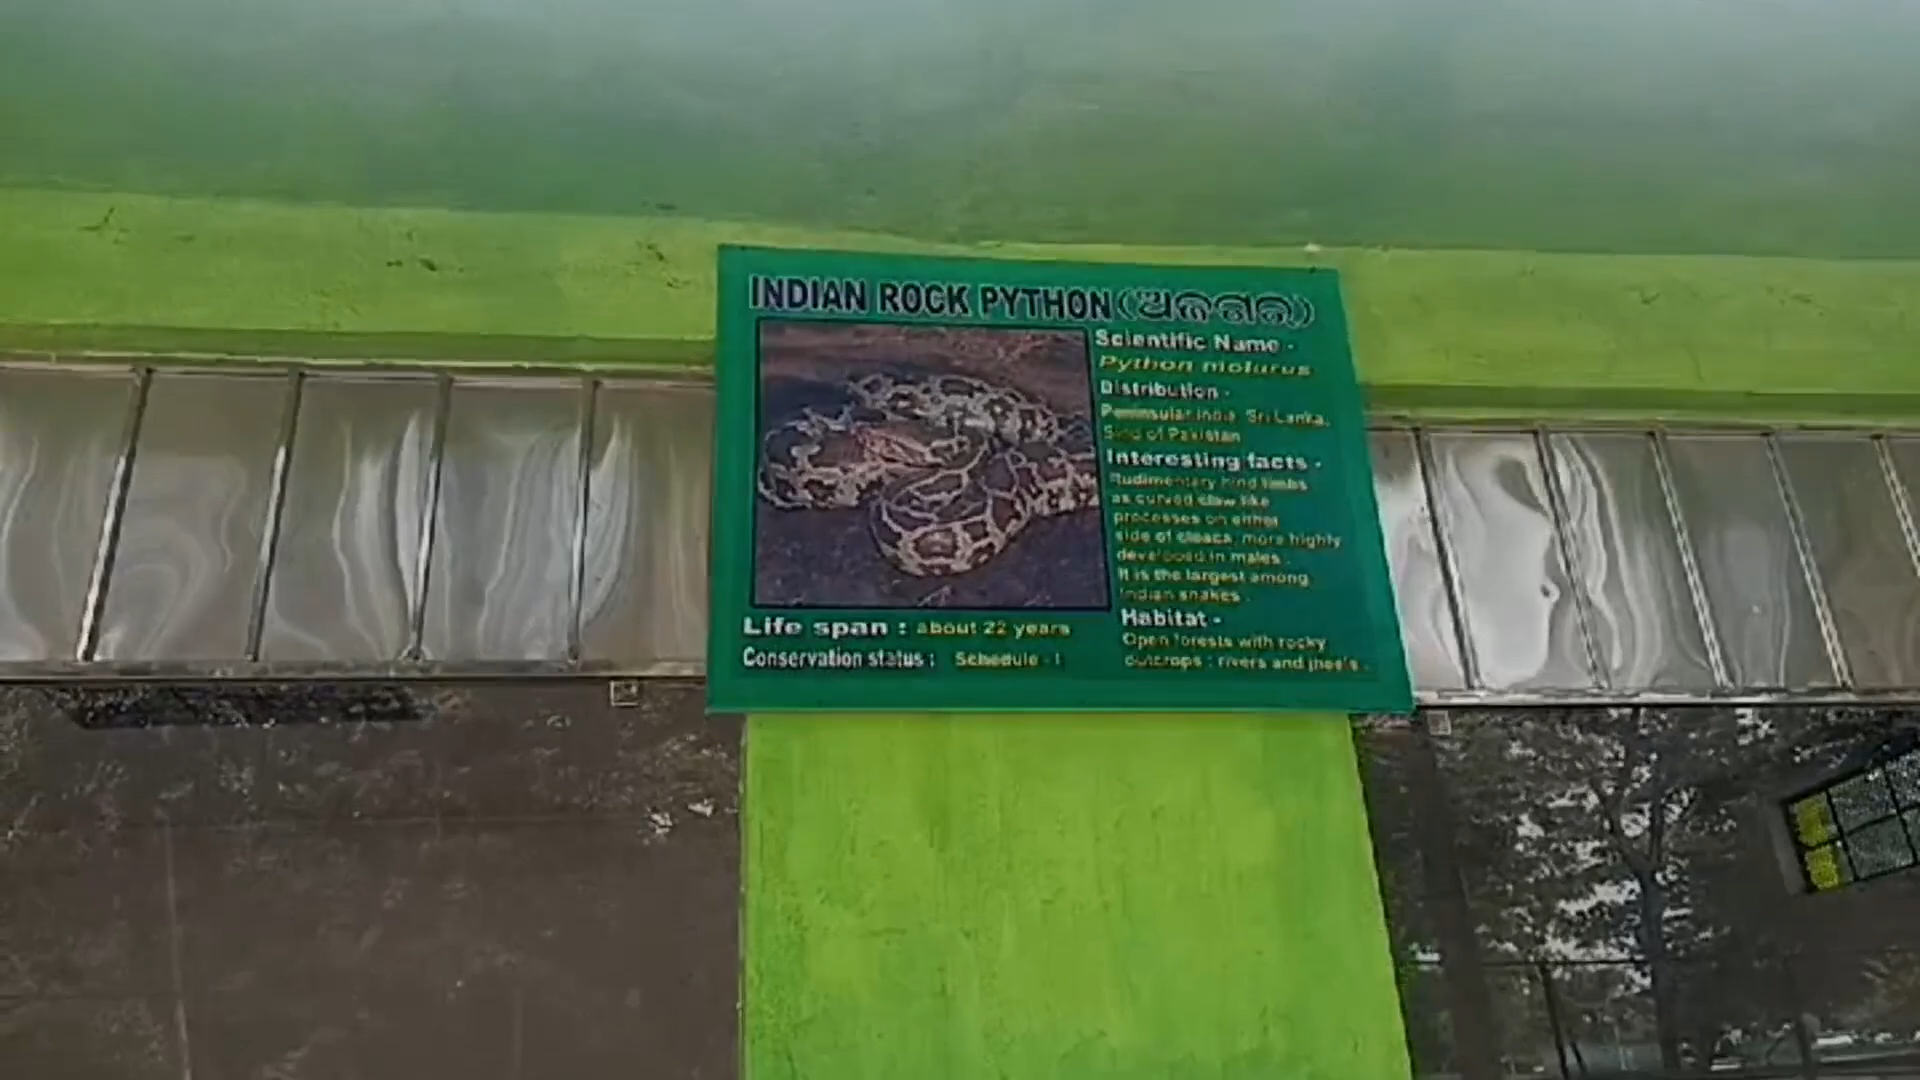 INDIAN ROCK PYTHON (ଅଜଗର)
Scientific Name -
Python molurus
Distribution -
Peninsular India, Sri Lanka,
Sind of Pakistan
Interesting facts -
Rudimentary hind limbs
as curved claw like
processes on either
side of cloaca, more highly
developed in males .
It is the largest among
Indian snakes .
Habitat -
Open forests with rocky
outcrops ; rivers and jheels .
Life span : about 22 years
Conservation status : Schedule - I